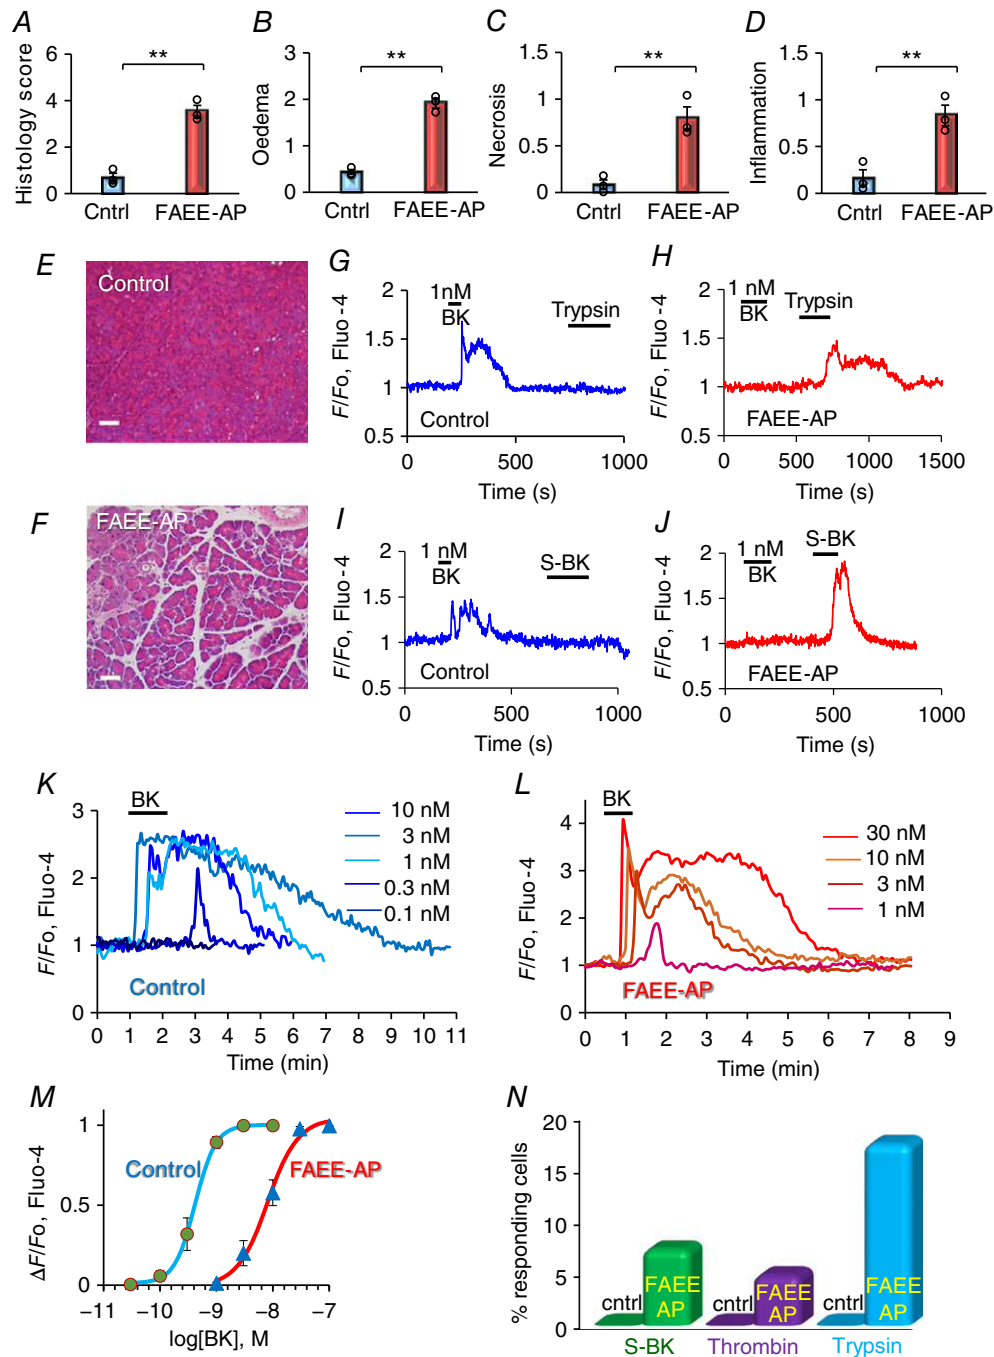 A
Histology score
6
4
2
0
**
Cntrl
FAEE-AP
B
Oedema
3
2
1
0
**
Cntrl
FAEE-AP
C
Necrosis
1
0.5
0
**
Cntrl
FAEE-AP
D
Inflammation
1
0.5
0
**
Cntrl
FAEE-AP
E
Control
G
F/Fo, Fluo-4
2
1.5
1
0.5
1nM
BK
Trypsin
Control
0
500
1000
Time (s)
H
F/Fo, Fluo-4
2
1.5
1
0.5
1 nM
BK
Trypsin
FAEE-AP
0
500
1000
1500
Time (s)
F
FAEE-AP
I
F/Fo, Fluo-4
2
1.5
1
0.5
1 nM
BK
S-BK
Control
0
500
1000
Time (s)
J
F/Fo, Fluo-4
2
1.5
1
0.5
1 nM
BK
S-BK
FAEE-AP
0
500
1000
Time (s)
K
F/Fo, Fluo-4
3
2
1
0
BK
10 nM
3 nM
1 nM
0.3 nM
0.1 nM
Control
0 1 2 3 4 5 6 7 8 9 10 11
Time (min)
L
F/Fo, Fluo-4
4
3
2
1
0
BK
30 nM
10 nM
3 nM
1 nM
FAEE-AP
0 1 2 3 4 5 6 7 8 9
Time (min)
M
ΔF/Fo, Fluo-4
1
0.5
0
Control
FAEE-AP
−11 −10 −9 −8 −7
log[BK], M
N
% responding cells
20
15
10
5
0
cntrl
FAEE
AP
cntrl
FAEE
AP
cntrl
FAEE
AP
S-BK
Thrombin
Trypsin